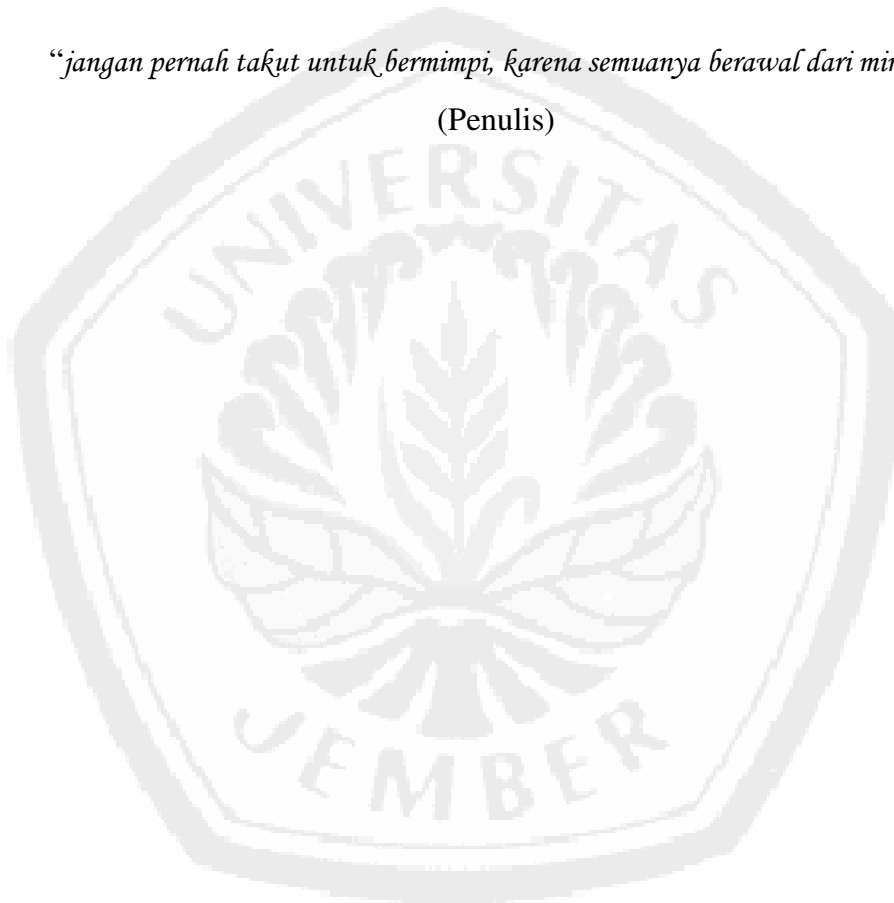 “jangan pernah takut untuk bermimpi, karena semuanya berawal dari
(Penulis)
UNIVERSITAS
JEMBER